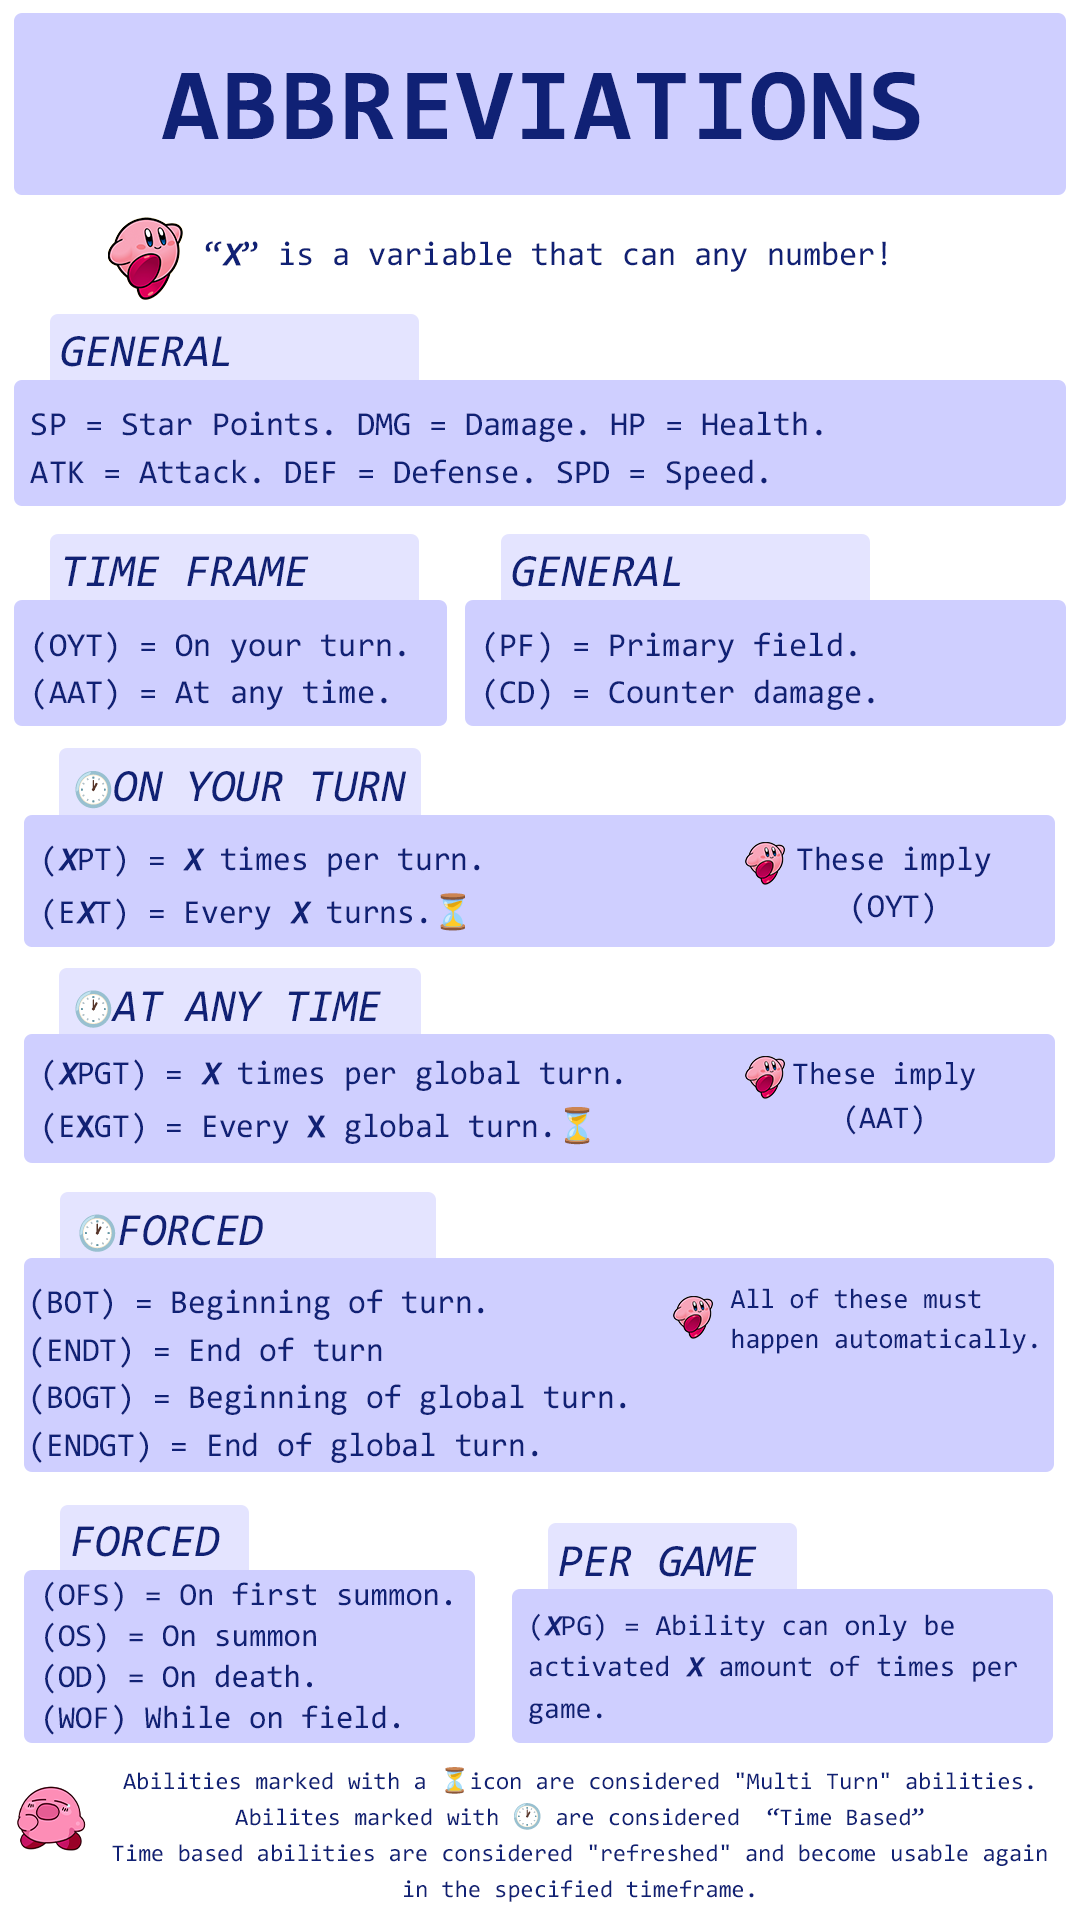 ABBREVIATIONS
“X” is a variable that can any number!
GENERAL
SP = Star Points. DMG = Damage. HP = Health.
ATK = Attack. DEF = Defense. SPD = Speed.
TIME FRAME
(OYT) = On your turn.
(AAT) = At any time.
GENERAL
(PF) = Primary field.
(CD) = Counter damage.
🕐ON YOUR TURN
(XPT) = X times per turn.
(EXT) = Every X turns.⏳
These imply
(OYT)
🕐AT ANY TIME
(XPGT) = X times per global turn.
(EXGT) = Every X global turn.⏳
These imply
(AAT)
🕐FORCED
(BOT) = Beginning of turn.
(ENDT) = End of turn
(BOGT) = Beginning of global turn.
(ENDGT) = End of global turn.
All of these must
happen automatically.
FORCED
(OFS) = On first summon.
(OS) = On summon
(OD) = On death.
(WOF) While on field.
PER GAME
(XPG) = Ability can only be
activated X amount of times per
game.
Abilities marked with a ⏳icon are considered "Multi Turn" abilities.
Abilites marked with 🕐 are considered “Time Based”
Time based abilities are considered "refreshed" and become usable again
in the specified timeframe.